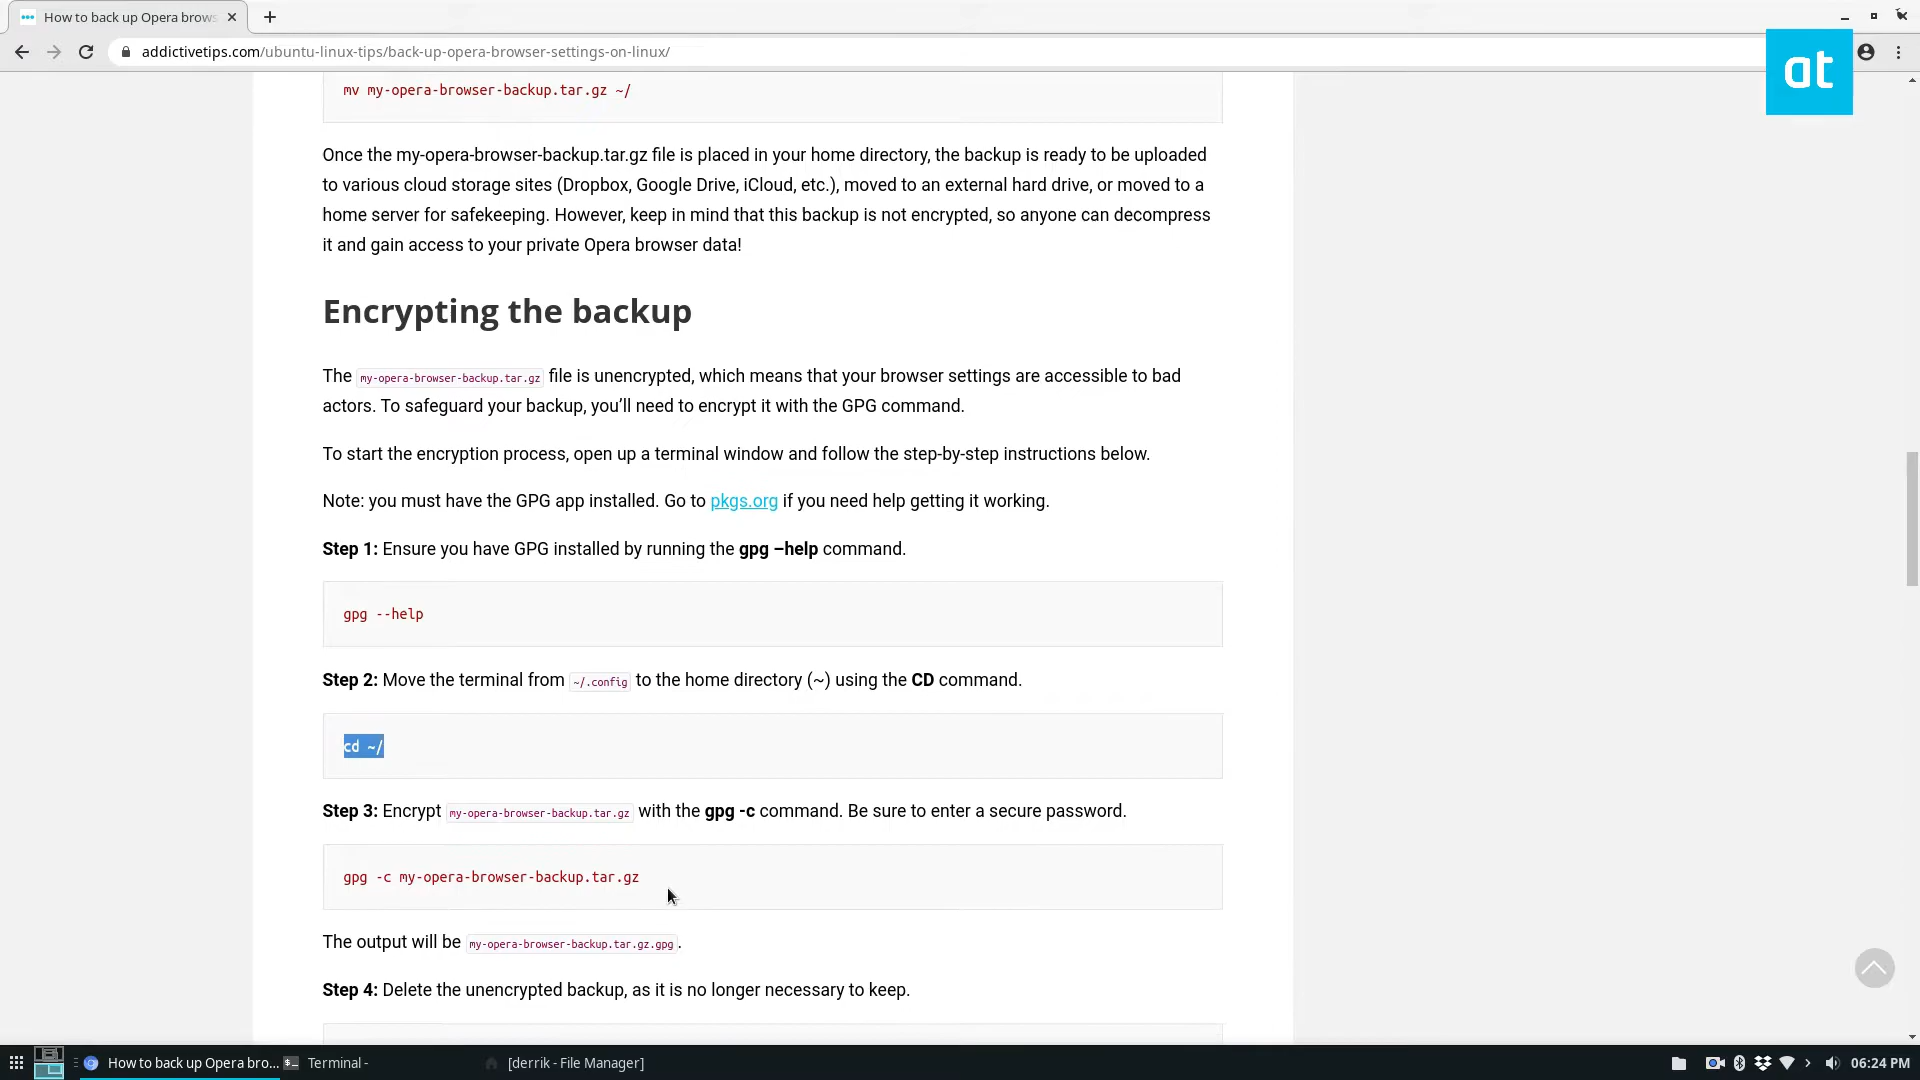 How to back up Opera brows
addictivetips.com/ubuntu-linux-tips/back-up-opera-browser-settings-on-linux/
at
mv my-opera-browser-backup.tar.gz ~/
Once the my-opera-browser-backup.tar.gz file is placed in your home directory, the backup is ready to be uploaded
to various cloud storage sites (Dropbox, Google Drive, iCloud, etc.), moved to an external hard drive, or moved to a
home server for safekeeping. However, keep in mind that this backup is not encrypted, so anyone can decompress
it and gain access to your private Opera browser data!
Encrypting the backup
The my-opera-browser-backup.tar.gz file is unencrypted, which means that your browser settings are accessible to bad
actors. To safeguard your backup, you’ll need to encrypt it with the GPG command.
To start the encryption process, open up a terminal window and follow the step-by-step instructions below.
Note: you must have the GPG app installed. Go to pkgs.org if you need help getting it working.
Step 1: Ensure you have GPG installed by running the gpg –help command.
gpg --help
Step 2: Move the terminal from ~/.config to the home directory (~) using the CD command.
cd ~/
Step 3: Encrypt my-opera-browser-backup.tar.gz with the gpg -c command. Be sure to enter a secure password.
gpg -c my-opera-browser-backup.tar.gz
The output will be my-opera-browser-backup.tar.gz.gpg.
Step 4: Delete the unencrypted backup, as it is no longer necessary to keep.
How to back up Opera bro... Terminal - [derrik - File Manager] 06:24 PM